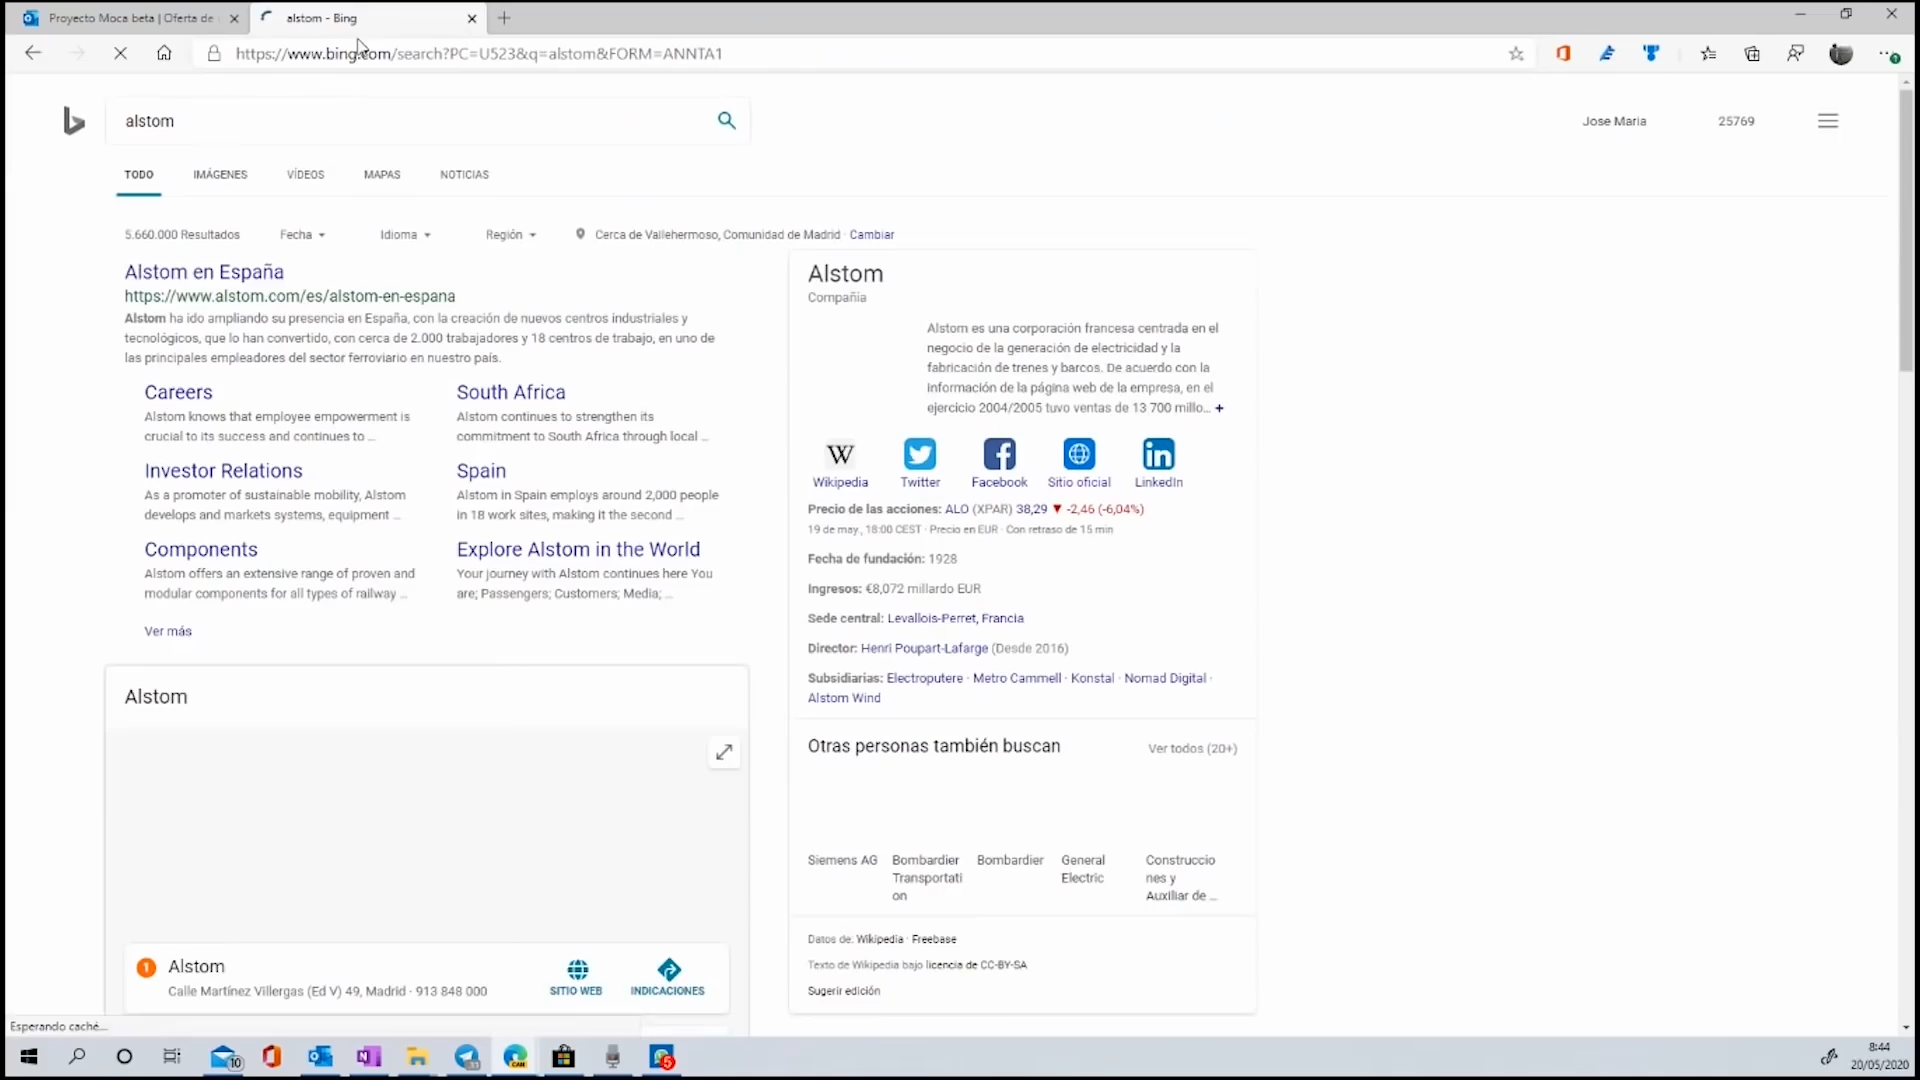 Proyecto Moca beta | Oferta de
alstom - Bing
https://www.bing.com/search?PC=U523&q=alstom&FORM=ANNTA1
alstom
Jose Maria
25769
TODO
IMÁGENES
VÍDEOS
MAPAS
NOTICIAS
5.660.000 Resultados
Fecha
Idioma
Región
Cerca de Vallehermoso, Comunidad de Madrid · Cambiar
Alstom en España
https://www.alstom.com/es/alstom-en-espana
Alstom ha ido ampliando su presencia en España, con la creación de nuevos centros industriales y
tecnológicos, que lo han convertido, con cerca de 2.000 trabajadores y 18 centros de trabajo, en uno de
las principales empleadores del sector ferroviario en nuestro país.
Careers
Alstom knows that employee empowerment is
crucial to its success and continues to ...
South Africa
Alstom continues to strengthen its
commitment to South Africa through local ...
Investor Relations
As a promoter of sustainable mobility, Alstom
develops and markets systems, equipment ...
Spain
Alstom in Spain employs around 2,000 people
in 18 work sites, making it the second ...
Components
Alstom offers an extensive range of proven and
modular components for all types of railway ...
Explore Alstom in the World
Your journey with Alstom continues here You
are; Passengers; Customers; Media; ...
Ver más
Alstom
1
Alstom
Calle Martínez Villergas (Ed V) 49, Madrid · 913 848 000
SITIO WEB
INDICACIONES
Alstom
Compañía
Alstom es una corporación francesa centrada en el
negocio de la generación de electricidad y la
fabricación de trenes y barcos. De acuerdo con la
información de la página web de la empresa, en el
ejercicio 2004/2005 tuvo ventas de 13 700 millo... +
W
Wikipedia
Twitter
Facebook
Sitio oficial
LinkedIn
Precio de las acciones: ALO (XPAR) 38,29 ▼ -2,46 (-6,04%)
19 de may., 18:00 CEST · Precio en EUR · Con retraso de 15 min
Fecha de fundación: 1928
Ingresos: €8,072 millardo EUR
Sede central: Levallois-Perret, Francia
Director: Henri Poupart-Lafarge (Desde 2016)
Subsidiarias: Electroputere · Metro Cammell · Konstal · Nomad Digital ·
Alstom Wind
Otras personas también buscan
Ver todos (20+)
Siemens AG
Bombardier
Transportati
on
Bombardier
General
Electric
Construccio
nes y
Auxiliar de ...
Datos de: Wikipedia · Freebase
Texto de Wikipedia bajo licencia de CC-BY-SA
Sugerir edición
Esperando caché...
10
CAN
5
8:44
20/05/2020